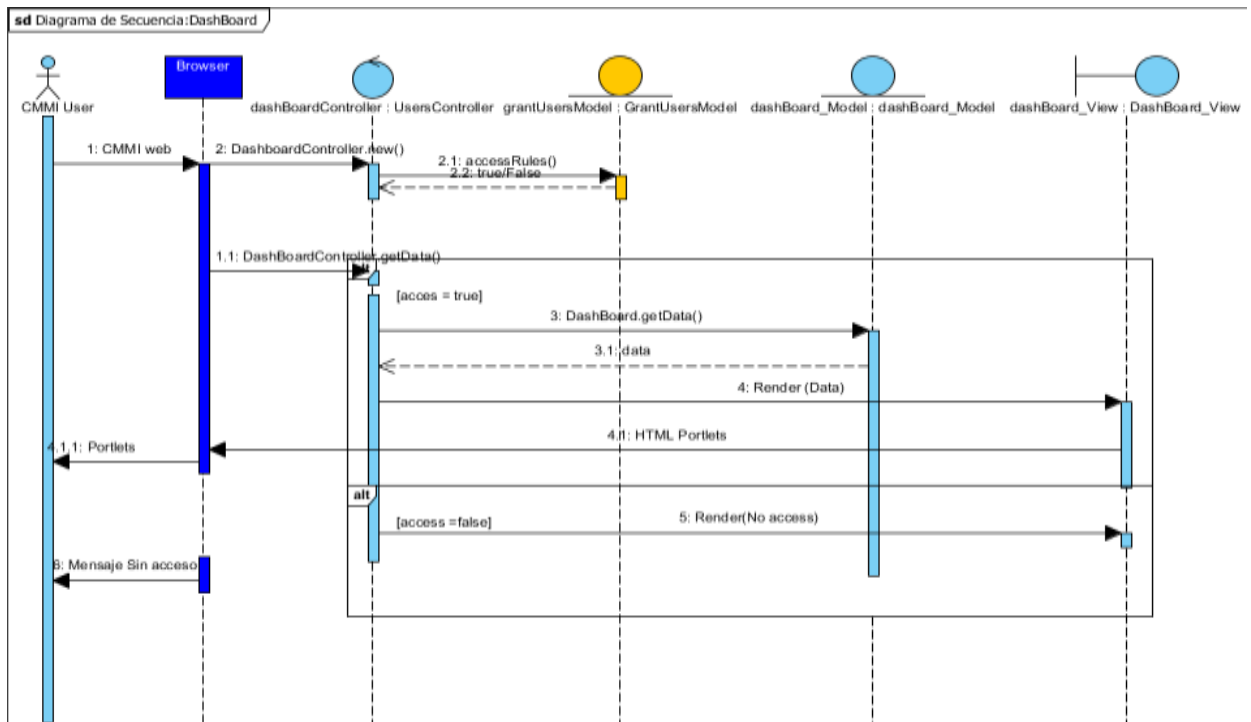 sd Diagrama de Secuencia:DashBoard
Browser
CMMI User
dashBoardController : UsersController
grantUsersModel : GrantUsersModel
dashBoard_Model : dashBoard_Model
dashBoard_View : DashBoard_View
1: CMMI web
2: DashboardController.new()
2.1: accessRules()
2.2: true/False
1.1: DashBoardController.getData()
alt
[acces = true]
3: DashBoard.getData()
3.1: data
4: Render (Data)
4.1: HTML Portlets
4.1.1: Portlets
alt
[access =false]
5: Render(No access)
6: Mensaje Sin acceso